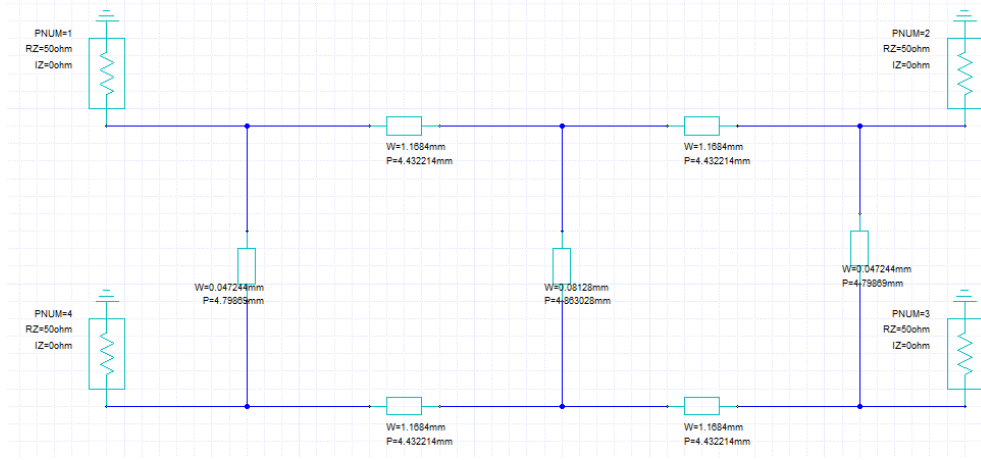 PNUM=1
RZ=50ohm
IZ=0ohm
PNUM=2
RZ=50ohm
IZ=0ohm
W=1.1684mm
P=4.432214mm
W=1.1684mm
P=4.432214mm
W=0.047244mm
P=4.79869mm
W=0.08128mm
P=4.863028mm
W=0.047244mm
P=4.79869mm
PNUM=4
RZ=50ohm
IZ=0ohm
PNUM=3
RZ=50ohm
IZ=0ohm
W=1.1684mm
P=4.432214mm
W=1.1684mm
P=4.432214mm